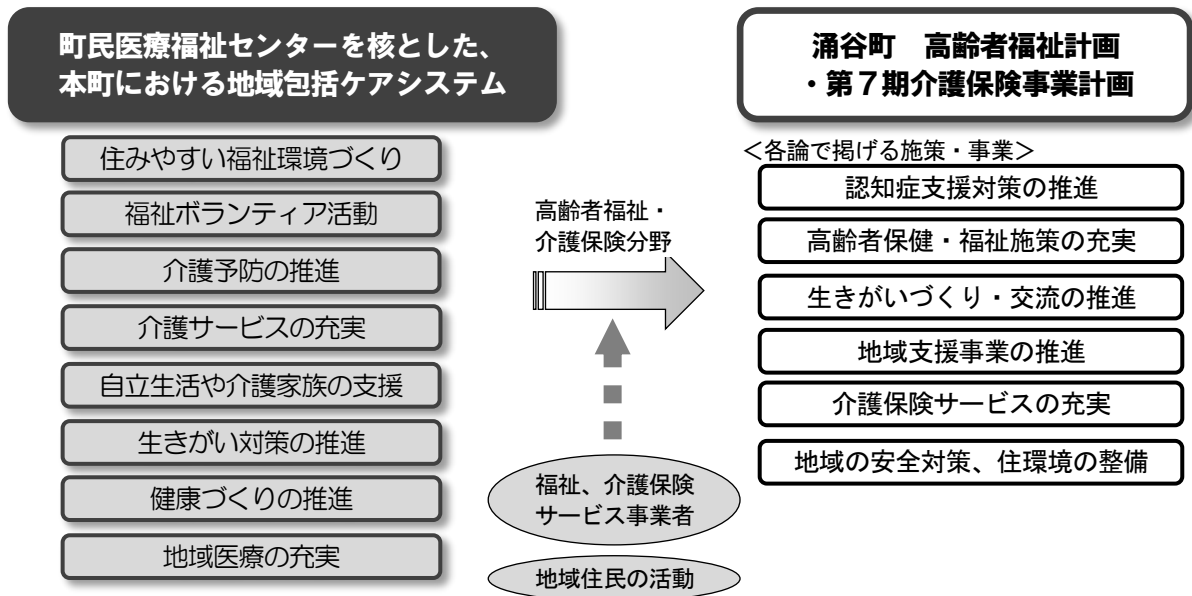 町民医療福祉センターを核とした、
本町における地域包括ケアシステム
住みやすい福祉環境づくり
福祉ボランティア活動
介護予防の推進
介護サービスの充実
自立生活や介護家族の支援
生きがい対策の推進
健康づくりの推進
地域医療の充実
高齢者福祉・
介護保険分野
福祉、介護保険
サービス事業者
地域住民の活動
涌谷町　高齢者福祉計画
・第７期介護保険事業計画
＜各論で掲げる施策・事業＞
認知症支援対策の推進
高齢者保健・福祉施策の充実
生きがいづくり・交流の推進
地域支援事業の推進
介護保険サービスの充実
地域の安全対策、住環境の整備